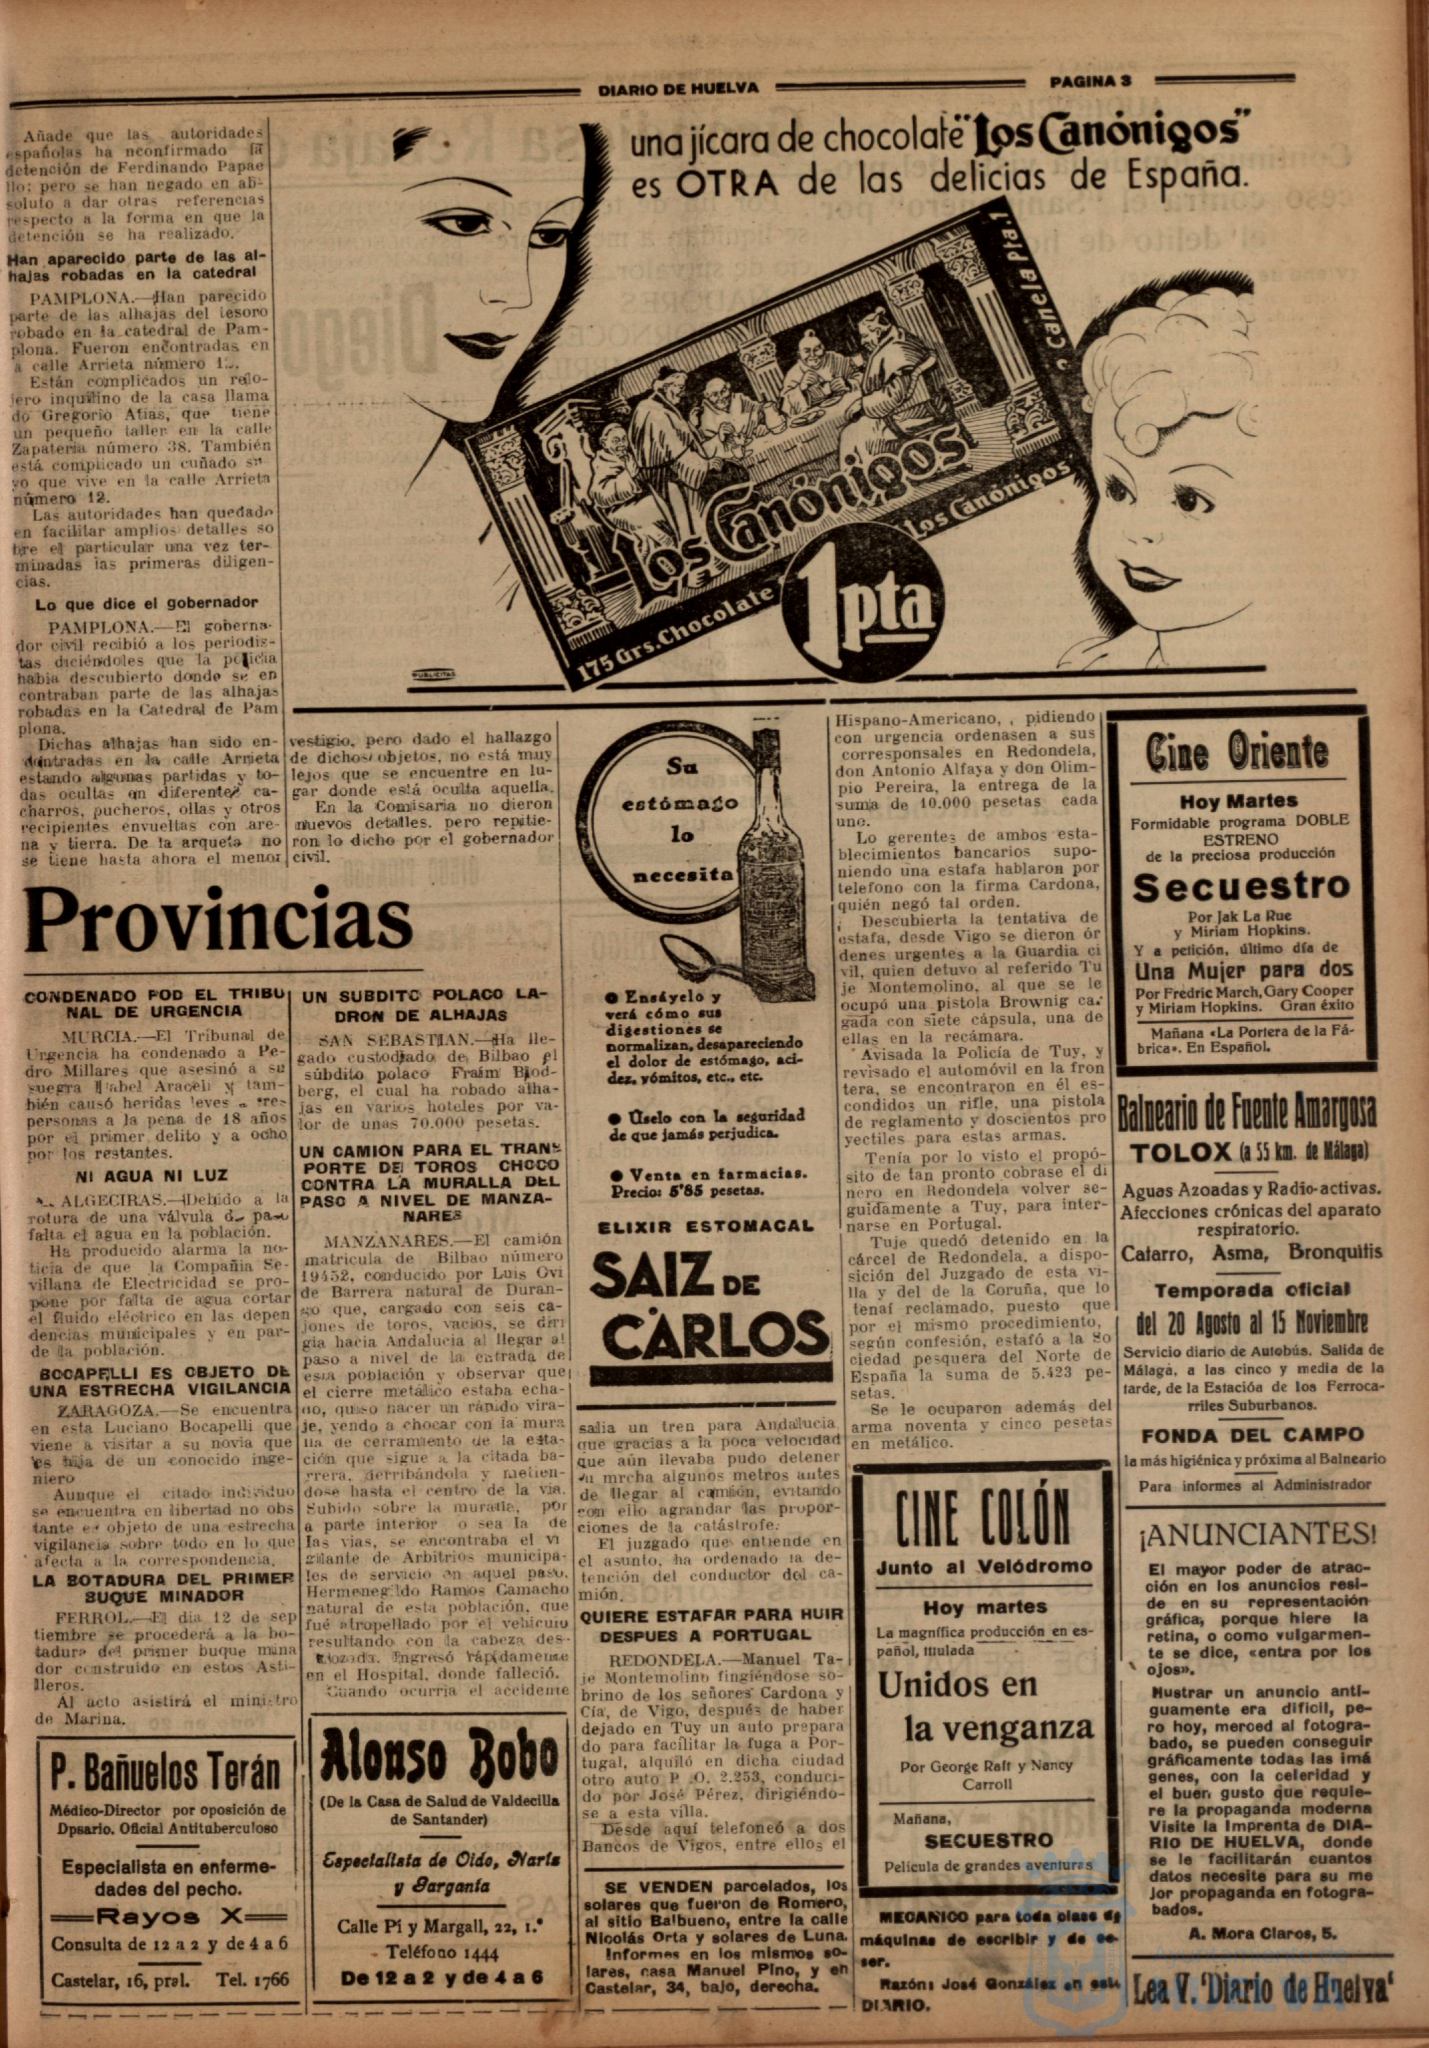 DIARIO DE HUELVA
PAGINA 3
Añade que las autoridades
españolas ha nconfirmado la
detención de Ferdinando Papae
llo; pero se han negado en ab-
soluto a dar otras referencias
respecto a la forma en que la
detención se ha realizado.
Han aparecido parte de las al-
hajas robadas en la catedral
PAMPLONA.—Han parecido
parte de las alhajas del tesoro
robado en la catedral de Pam-
plona. Fueron encontradas en
a calle Arrieta número
Están complicados un relo-
jero inquilino de la casa llama
do Gregorio Atias, que tiene
un pequeño taller en la calle
Zapatería número 38. También
está complicado un cuñado su
yo que vive en la calle Arrieta
número 12.
Las autoridades han quedado
en facilitar amplios detalles so
bre el particular una vez ter-
minadas las primeras diligen-
cias.
Lo que dice el gobernador
PAMPLONA.—El goberna-
dor civil recibió a los periodis-
tas diciéndoles que la policía
había descubierto donde se en
contraban parte de las alhajas
robadas en la Catedral de Pam
plona.
Dichas alhajas han sido en-
contradas en la calle Arrieta
estando algunas partidas y to-
das ocultas en diferentes ca-
charros, pucheros, ollas y otros
recipientes envueltas con are-
na y tierra. De la arqueta no
se tiene hasta ahora el menor
vestigio, pero dado el hallazgo
de dichos objetos, no está muy
lejos que se encuentre en lu-
gar donde está oculta aquella.
En la Comisaria no dieron
nuevos detalles, pero repitie-
ron lo dicho por el gobernador
civil.
una jícara de chocolate "Los Canónigos"
es OTRA de las delicias de España.
Los Canónigos
175 Grs. Chocolate
Los Canónigos
a cenela Pta. 1
1 pta
PUBLICITAS
Provincias
CONDENADO POD EL TRIBU
NAL DE URGENCIA
MURCIA.—El Tribunal de
Urgencia ha condenado a Pe-
dro Millares que asesinó a su
suegra Isabel Araceli y tam-
bién causó heridas leves a tres
personas a la pena de 18 años
por el primer delito y a ocho
por los restantes.
NI AGUA NI LUZ
ALGECIRAS.—Debido a la
rotura de una válvula de paso
falta el agua en la población.
Ha producido alarma la no-
ticia de que la Compañía Se-
villana de Electricidad se pro-
pone por falta de agua cortar
el fluido eléctrico en las depen
dencias municipales y en par-
de la población.
BOCAPELLI ES OBJETO DE
UNA ESTRECHA VIGILANCIA
ZARAGOZA.—Se encuentra
en esta Luciano Bocapelli que
viene a visitar a su novia que
es hija de un conocido inge-
niero
Aunque el citado individuo
se encuentra en libertad no obs
tante es objeto de una estrecha
vigilancia sobre todo en lo que
afecta a la correspondencia.
LA BOTADURA DEL PRIMER
BUQUE MINADOR
FERROL.—El dia 12 de sep
tiembre se procederá a la bo-
tadura del primer buque mina
dor construido en estos Asti-
lleros.
Al acto asistirá el ministro
de Marina.
P. Bañuelos Terán
Médico-Director por oposición de
Dpsario. Oficial Antituberculoso
Especialista en enferme-
dades del pecho.
Rayos X
Consulta de 12 a 2 y de 4 a 6
Castelar, 16, pral. Tel. 1766
UN SUBDITO POLACO LA-
DRON DE ALHAJAS
SAN SEBASTIAN.—Ha lle-
gado custodiado de Bilbao el
súbdito polaco Fraim Brod-
berg, el cual ha robado alha-
jas en varios hoteles por va-
lor de unas 70.000 pesetas.
UN CAMION PARA EL TRANS
PORTE DE TOROS CHOCO
CONTRA LA MURALLA DEL
PASO A NIVEL DE MANZA-
NARES
MANZANARES.—El camión
matrícula de Bilbao número
19452, conducido por Luis Ovi
de Barrera natural de Duran-
go que, cargado con seis ca-
jones de toros, vacíos, se diri
gía hacia Andalucía al llegar al
paso a nivel de la entrada de
esta población y observar que
el cierre metálico estaba echa-
do, quiso hacer un rápido vira-
je, yendo a chocar con la mura
lla de cerramiento de la esta-
ción que sigue a la citada ba-
rrera, derribándola y metien-
dose hasta el centro de la vía.
Subido sobre la muralla, por
a parte interior o sea la de
las vías, se encontraba el vi
gilante de Arbitrios municipa-
les de servicio en aquel paso,
Hermenegildo Ramos Camacho
natural de esta población, que
fué atropellado por el vehículo
resultando con la cabeza des-
trozada. Ingresó rápidamente
en el Hospital, donde falleció.
Cuando ocurría el accidente
Alonso Bobo
(De la Casa de Salud de Valdecilla
de Santander)
Especialista de Oido, Nariz
y Garganta
Calle Pí y Margall, 22, 1.º
Teléfono 1444
De 12 a 2 y de 4 a 6
Su
estómago
lo
necesita
● Ensáyelo y
verá cómo sus
digestiones se
normalizan, desapareciendo
el dolor de estómago, aci-
dez, vómitos, etc., etc.
● Úselo con la seguridad
de que jamás perjudica.
● Venta en farmacias.
Precio: 5'85 pesetas.
ELIXIR ESTOMACAL
SAIZ DE
CARLOS
salía un tren para Andalucía
que gracias a la poca velocidad
que aún llevaba pudo detener
su mrcha algunos metros antes
de llegar al camión, evitando
con ello agrandar las propor-
ciones de la catástrofe.
El juzgado que entiende en
el asunto, ha ordenado la de-
tención del conductor del ca-
mión.
QUIERE ESTAFAR PARA HUIR
DESPUES A PORTUGAL
REDONDELA.—Manuel Ta-
je Montemolino fingiéndose so-
brino de los señores Cardona y
Cía, de Vigo, después de haber
dejado en Tuy un auto prepara
do para facilitar la fuga a Por-
tugal, alquiló en dicha ciudad
otro auto P. O. 2.253, conduci-
do por José Pérez, dirigiéndo-
se a esta villa.
Desde aquí telefoneó a dos
Bancos de Vigos, entre ellos el
SE VENDEN parcelados, los
solares que fueron de Romero,
al sitio Balbueno, entre la calle
Nicolás Orta y solares de Luna.
Informes en los mismos so-
lares, casa Manuel Pino, y en
Castelar, 34, bajo, derecha.
Hispano-Americano, , pidiendo
con urgencia ordenasen a sus
corresponsales en Redondela,
don Antonio Alfaya y don Olim-
pio Pereira, la entrega de la
suma de 10.000 pesetas cada
uno.
Lo gerentes de ambos esta-
blecimientos bancarios supo-
niendo una estafa hablaron por
telefono con la firma Cardona,
quién negó tal orden.
Descubierta la tentativa de
estafa, desde Vigo se dieron ór
denes urgentes a la Guardia ci
vil, quien detuvo al referido Tu
je Montemolino, al que se le
ocupó una pistola Brownig ca-
gada con siete cápsula, una de
ellas en la recámara.
Avisada la Policía de Tuy, y
revisado el automóvil en la fron
tera, se encontraron en él es-
condidos un rifle, una pistola
de reglamento y doscientos pro
yectiles para estas armas.
Tenía por lo visto el propó-
sito de tan pronto cobrase el di
nero en Redondela volver se-
guidamente a Tuy, para inter-
narse en Portugal.
Tuje quedó detenido en la
cárcel de Redondela, a dispo-
sición del Juzgado de esta vi-
lla y del de la Coruña, que lo
tenaí reclamado, puesto que
por el mismo procedimiento,
según confesión, estafó a la So
ciedad pesquera del Norte de
España la suma de 5.423 pe-
setas.
Se le ocuparon además del
arma noventa y cinco pesetas
en metálico.
CINE COLÓN
Junto al Velódromo
Hoy martes
La magnífica producción en es-
pañol, titulada
Unidos en
la venganza
Por George Raft y Nancy
Carroll
Mañana,
SECUESTRO
Película de grandes aventuras
MECANICO para toda clase de
máquinas de escribir y de co-
ser.
Razón: José González en este
DIARIO.
Cine Oriente
Hoy Martes
Formidable programa DOBLE
ESTRENO
de la preciosa producción
Secuestro
Por Jak La Rue
y Miriam Hopkins.
Y a petición, último día de
Una Mujer para dos
Por Fredric March, Gary Cooper
y Miriam Hopkins. Gran éxito
Mañana «La Portera de la Fá-
brica». En Español.
Balneario de Fuente Amargosa
TOLOX (a 55 km. de Málaga)
Aguas Azoadas y Radio-activas.
Afecciones crónicas del aparato
respiratorio.
Catarro, Asma, Bronquitis
Temporada oficial
del 20 Agosto al 15 Noviembre
Servicio diario de Autobús. Salida de
Málaga, a las cinco y media de la
tarde, de la Estación de los Ferroca-
rriles Suburbanos.
FONDA DEL CAMPO
la más higiénica y próxima al Balneario
Para informes al Administrador
¡ANUNCIANTES!
El mayor poder de atrac-
ción en los anuncios resi-
de en su representación
gráfica, porque hiere la
retina, o como vulgarmen-
te se dice, «entra por los
ojos».
Ilustrar un anuncio anti-
guamente era difícil, pe-
ro hoy, merced al fotogra-
bado, se pueden conseguir
gráficamente todas las imá
genes, con la celeridad y
el buen gusto que requie-
re la propaganda moderna
Visite la Imprenta de DIA-
RIO DE HUELVA, donde
se le facilitarán cuantos
datos necesite para su me
jor propaganda en fotogra-
bados.
A. Mora Claros, 5.
Lea V. 'Diario de Huelva'